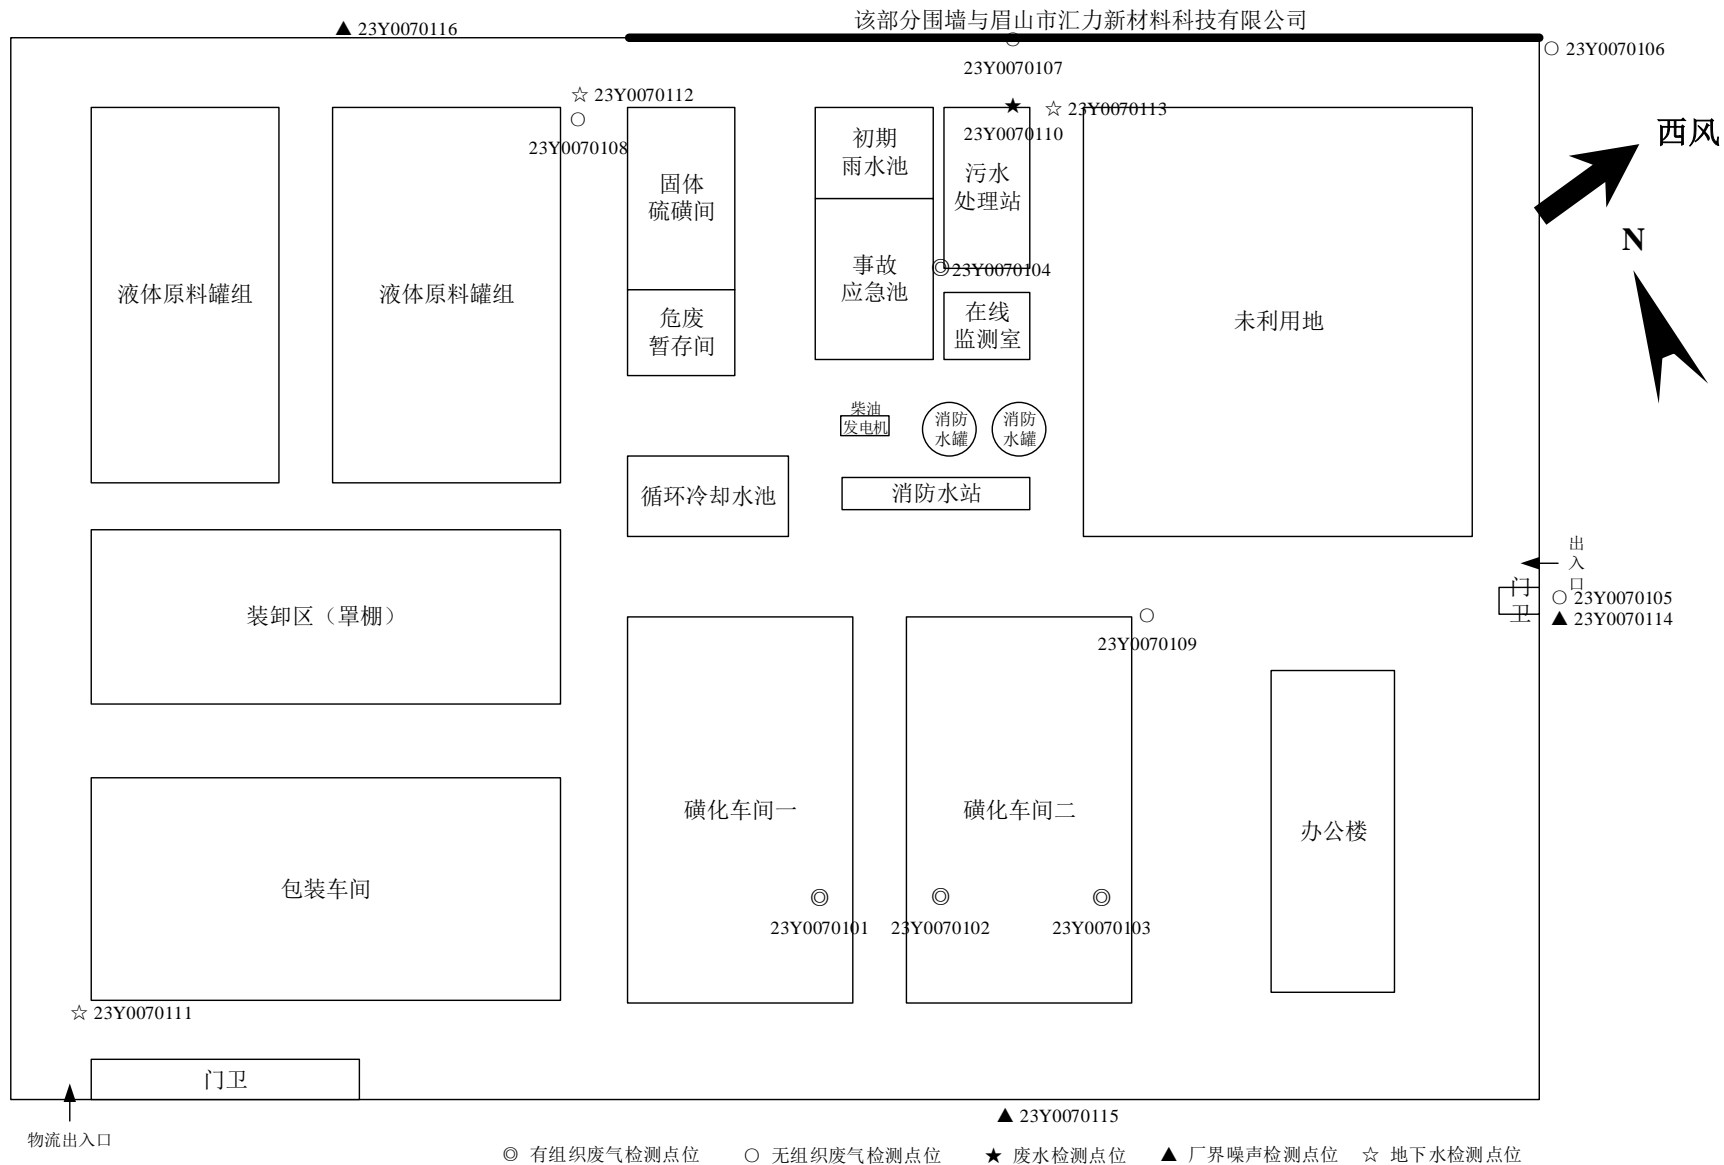 该部分围墙与眉山市汇力新材料科技有限公司
▲ 23Y0070116
○ 23Y0070106
23Y0070107
☆ 23Y0070112
☆ 23Y0070113
23Y0070110
23Y0070108
西风
N
初期
雨水池
污水
处理站
固体
硫磺间
23Y0070104
事故
应急池
液体原料罐组
液体原料罐组
危废
暂存间
在线
监测室
未利用地
柴油
发电机
消防
水罐
消防
水罐
循环冷却水池
消防水站
出
入
口
门
卫
○ 23Y0070105
▲ 23Y0070114
装卸区（罩棚）
23Y0070109
磺化车间一
磺化车间二
办公楼
包装车间
23Y0070101
23Y0070102
23Y0070103
☆ 23Y0070111
门卫
▲ 23Y0070115
物流出入口
◎ 有组织废气检测点位 ○ 无组织废气检测点位 ★ 废水检测点位 ▲ 厂界噪声检测点位 ☆ 地下水检测点位